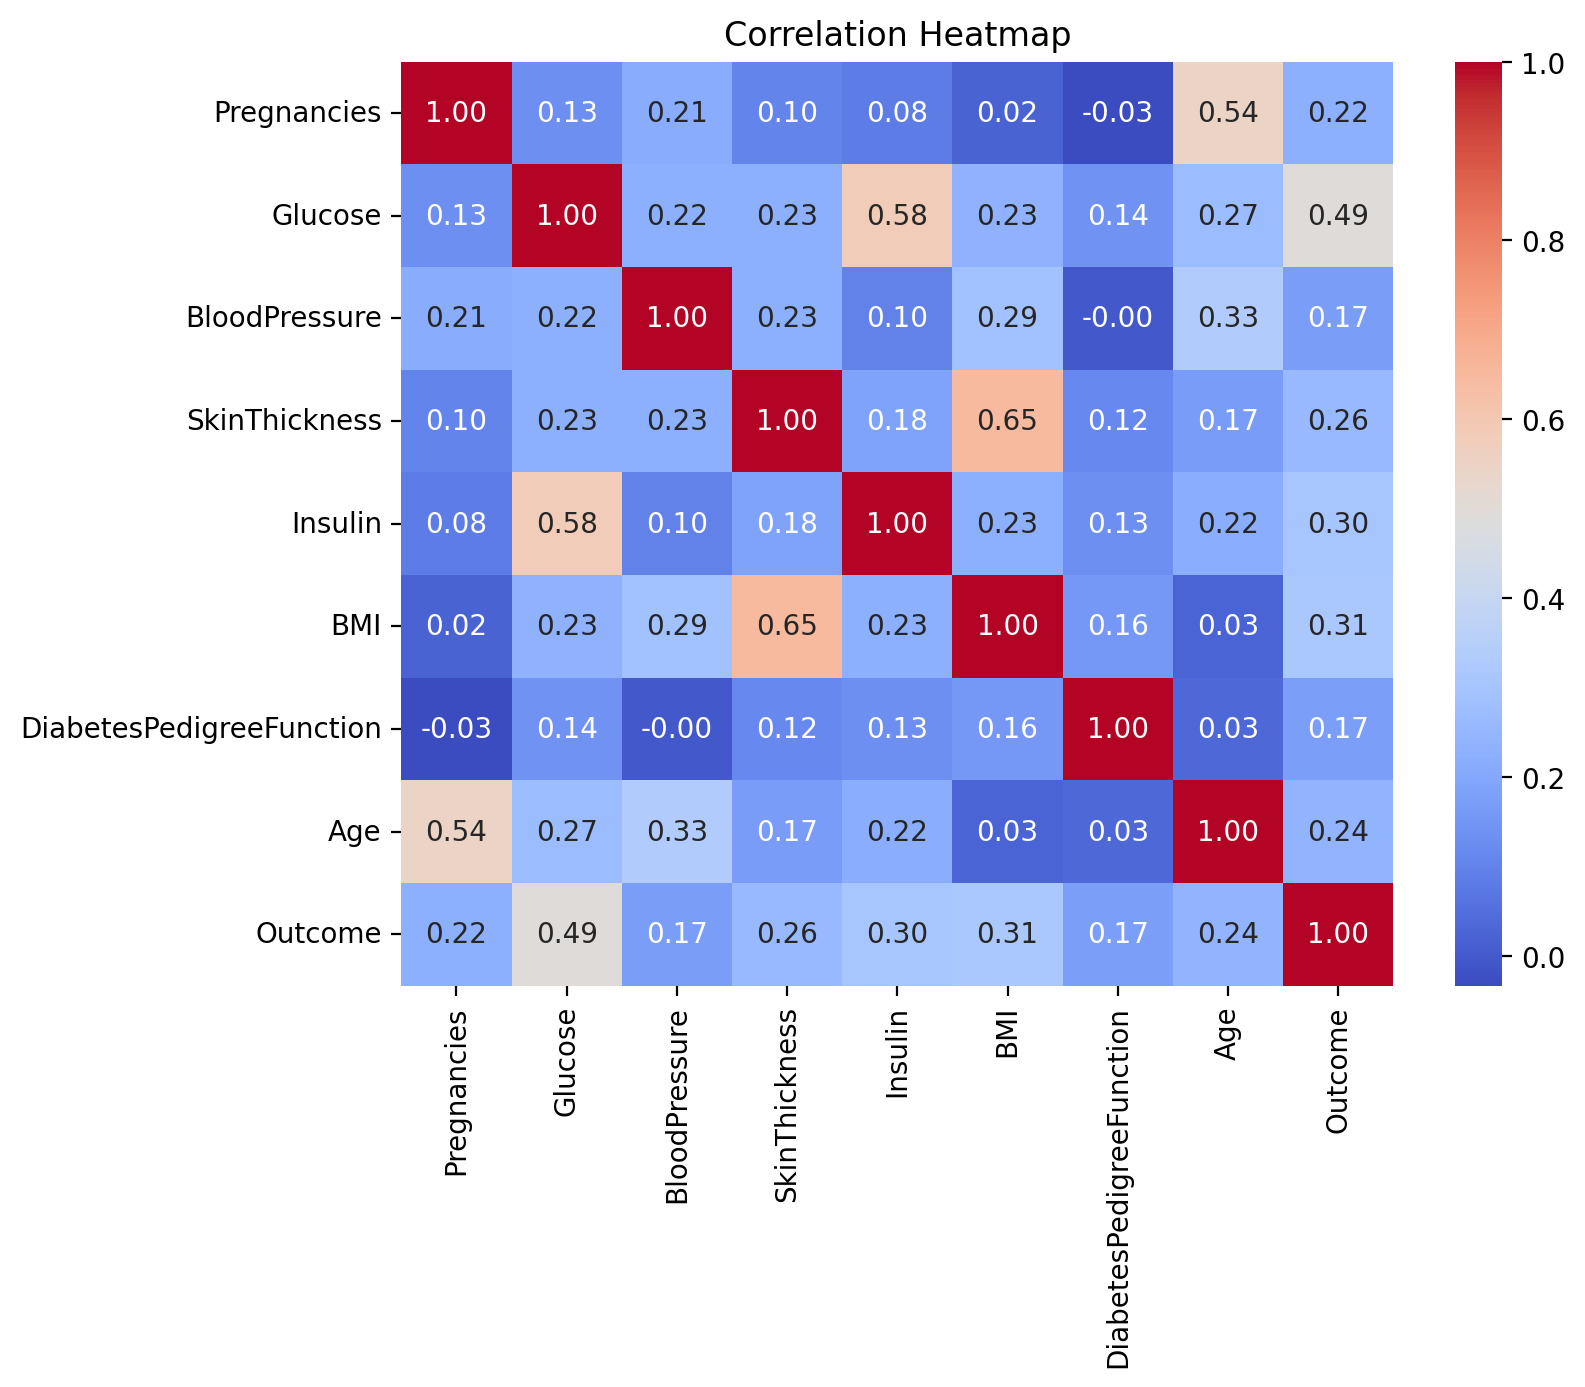 Correlation Heatmap
Pregnancies 1.00 0.13 0.21 0.10 0.08 0.02 -0.03 0.54 0.22
Glucose 0.13 1.00 0.22 0.23 0.58 0.23 0.14 0.27 0.49
BloodPressure 0.21 0.22 1.00 0.23 0.10 0.29 -0.00 0.33 0.17
SkinThickness 0.10 0.23 0.23 1.00 0.18 0.65 0.12 0.17 0.26
Insulin 0.08 0.58 0.10 0.18 1.00 0.23 0.13 0.22 0.30
BMI 0.02 0.23 0.29 0.65 0.23 1.00 0.16 0.03 0.31
DiabetesPedigreeFunction -0.03 0.14 -0.00 0.12 0.13 0.16 1.00 0.03 0.17
Age 0.54 0.27 0.33 0.17 0.22 0.03 0.03 1.00 0.24
Outcome 0.22 0.49 0.17 0.26 0.30 0.31 0.17 0.24 1.00
Pregnancies
Glucose
BloodPressure
SkinThickness
Insulin
BMI
DiabetesPedigreeFunction
Age
Outcome
1.0
0.8
0.6
0.4
0.2
0.0